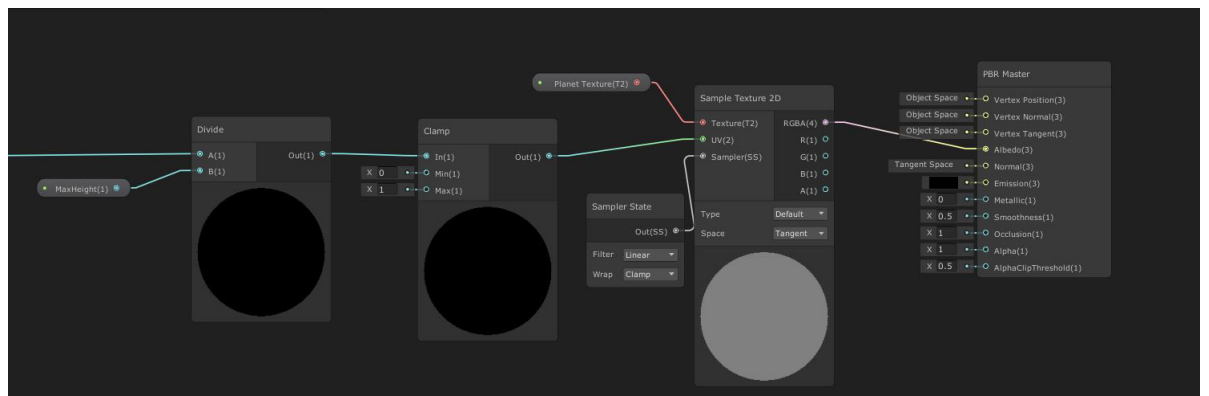 Divide
A(1) Out(1)
B(1)
MaxHeight(1)
Clamp
In(1) Out(1)
X 0 Min(1)
X 1 Max(1)
Planet Texture(T2)
Sample Texture 2D
Texture(T2) RGBA(4)
UV(2) R(1)
Sampler(SS) G(1)
B(1)
A(1)
Type Default
Space Tangent
Sampler State
Out(SS)
Filter Linear
Wrap Clamp
PBR Master
Object Space Vertex Position(3)
Object Space Vertex Normal(3)
Object Space Vertex Tangent(3)
Albedo(3)
Tangent Space Normal(3)
Emission(3)
X 0 Metallic(1)
X 0.5 Smoothness(1)
X 1 Occlusion(1)
X 1 Alpha(1)
X 0.5 AlphaClipThreshold(1)